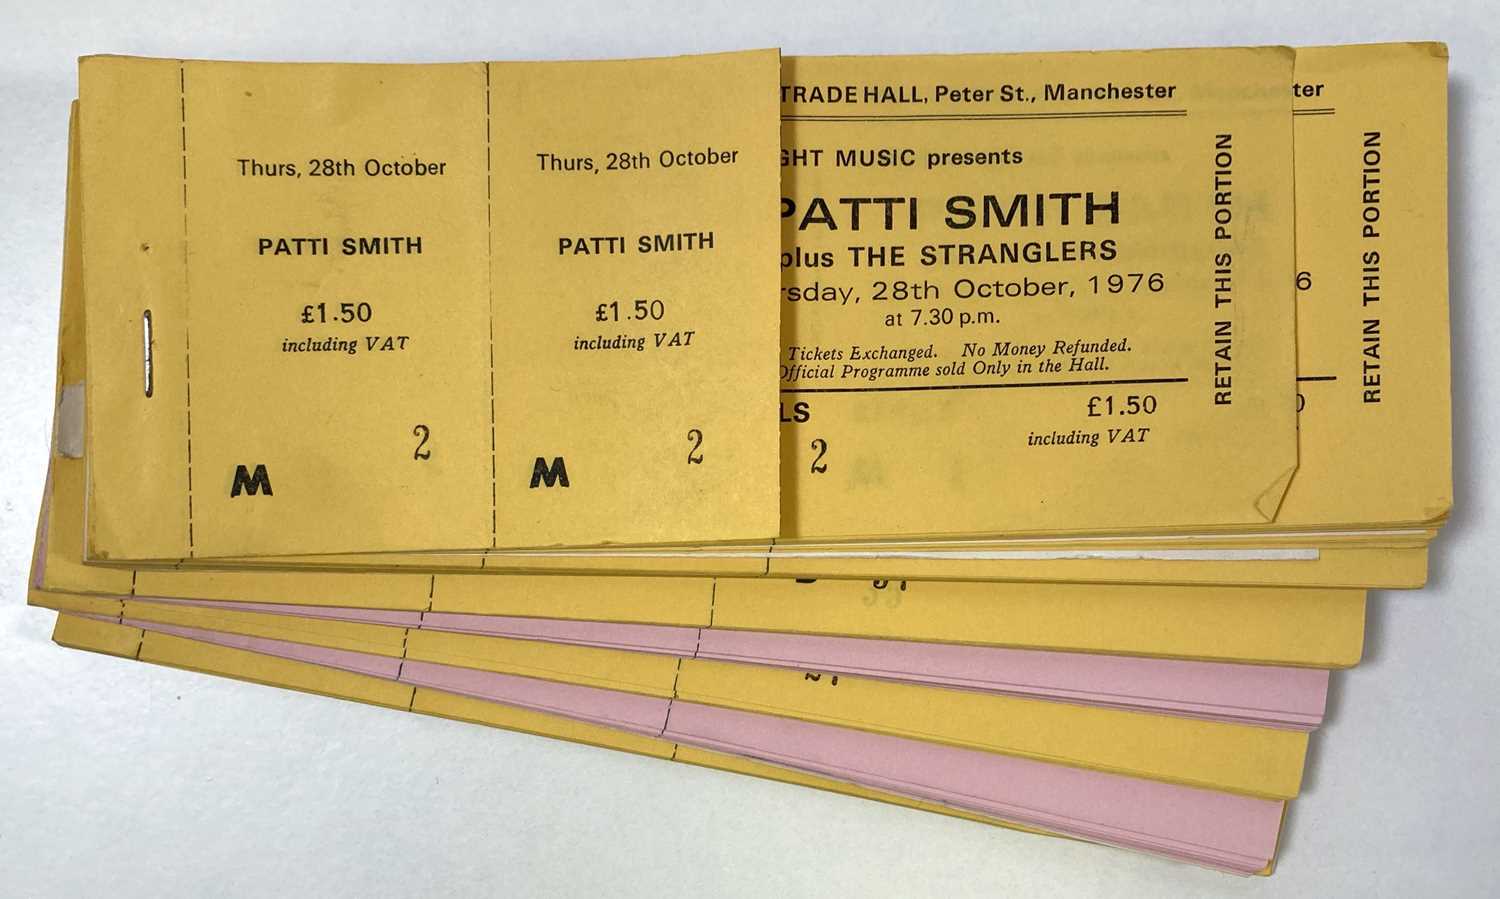 Thurs, 28th October
PATTI SMITH
£1.50
including VAT
2
M
Thurs, 28th October
PATTI SMITH
£1.50
including VAT
2
M
TRADE HALL, Peter St., Manchester
GHT MUSIC presents
PATTI SMITH
plus THE STRANGLERS
rsday, 28th October, 1976
at 7.30 p.m.
Tickets Exchanged. No Money Refunded.
Official Programme sold Only in the Hall.
LS
£1.50
including VAT
2
RETAIN THIS PORTION
ter
6
0
RETAIN THIS PORTION